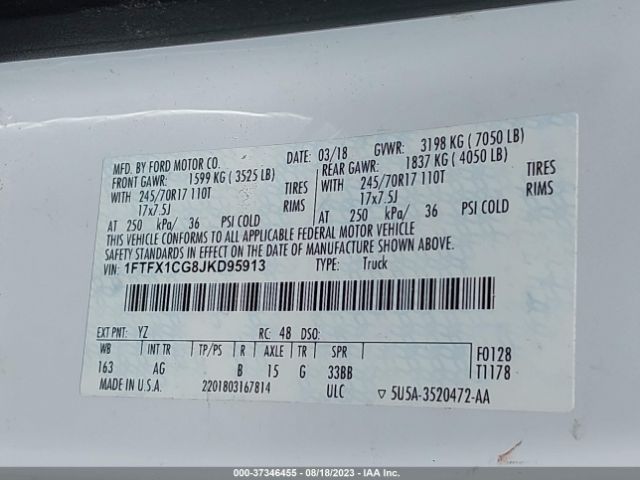 MFD. BY FORD MOTOR CO. DATE: 03/18 GVWR: 3198 KG ( 7050 LB)
FRONT GAWR: 1599 KG ( 3525 LB) REAR GAWR: 1837 KG ( 4050 LB)
WITH 245/70R17 110T TIRES WITH 245/70R17 110T TIRES
17x7.5J RIMS 17x7.5J RIMS
AT 250 kPa/ 36 PSI COLD AT 250 kPa/ 36 PSI COLD
THIS VEHICLE CONFORMS TO ALL APPLICABLE FEDERAL MOTOR VEHICLE
SAFETY STANDARDS IN EFFECT ON THE DATE OF MANUFACTURE SHOWN ABOVE.
VIN: 1FTFX1CG8JKD95913 TYPE: Truck
EXT PNT: YZ RC: 48 DSO:
WB INT TR TP/PS R AXLE TR SPR F0128
163 AG B 15 G 33BB T1178
MADE IN U.S.A. 2201803167814 ULC ▽ 5U5A-3520472-AA
000-37346455 - 08/18/2023 - IAA Inc.